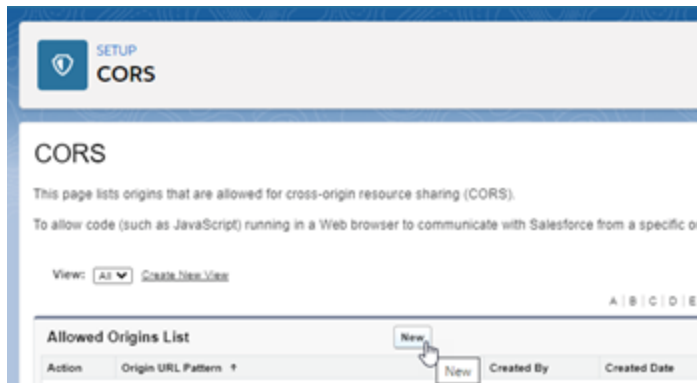 SETUP
CORS
CORS
This page lists origins that are allowed for cross-origin resource sharing (CORS).
To allow code (such as JavaScript) running in a Web browser to communicate with Salesforce from a specific
View: All Create New View
A | B | C | D | E
Allowed Origins List New
New
Action Origin URL Pattern ↑ Created By Created Date